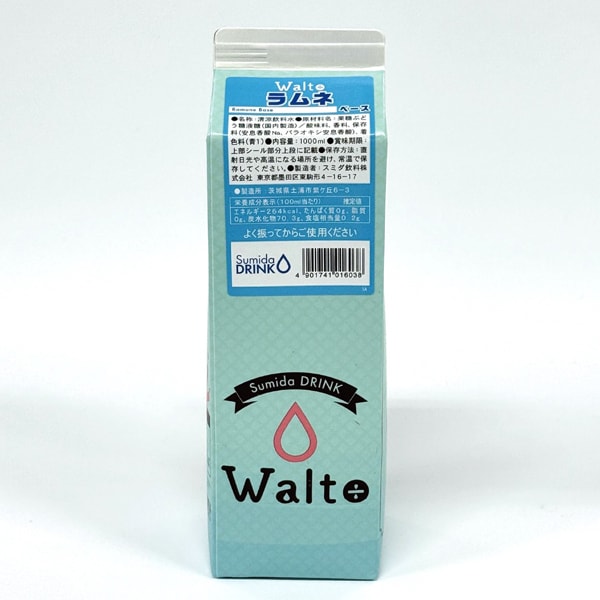 Walto
ラムネ
Ramune Base ベース
●名称:清涼飲料水●原材料名:果糖ぶど
う糖液糖(国内製造)/酸味料、香料、保存
料(安息香酸Na、パラオキシ安息香酸)、着
色料(青1)●内容量:1000ml●賞味期限:
上部シール部分上段に記載●保存方法:直
射日光や高温になる場所を避け、常温で保
存してください。●製造者:スミダ飲料株
式会社 東京都墨田区東駒形4-16-17
●製造所:茨城県土浦市紫ケ丘6-3
栄養成分表示(100ml当たり) 推定値
エネルギー264kcal、たんぱく質0g、脂質
0g、炭水化物70.3g、食塩相当量0.2g
よく振ってからご使用ください
Sumida
DRINK
4 901741 016038
Sumida DRINK
Walto